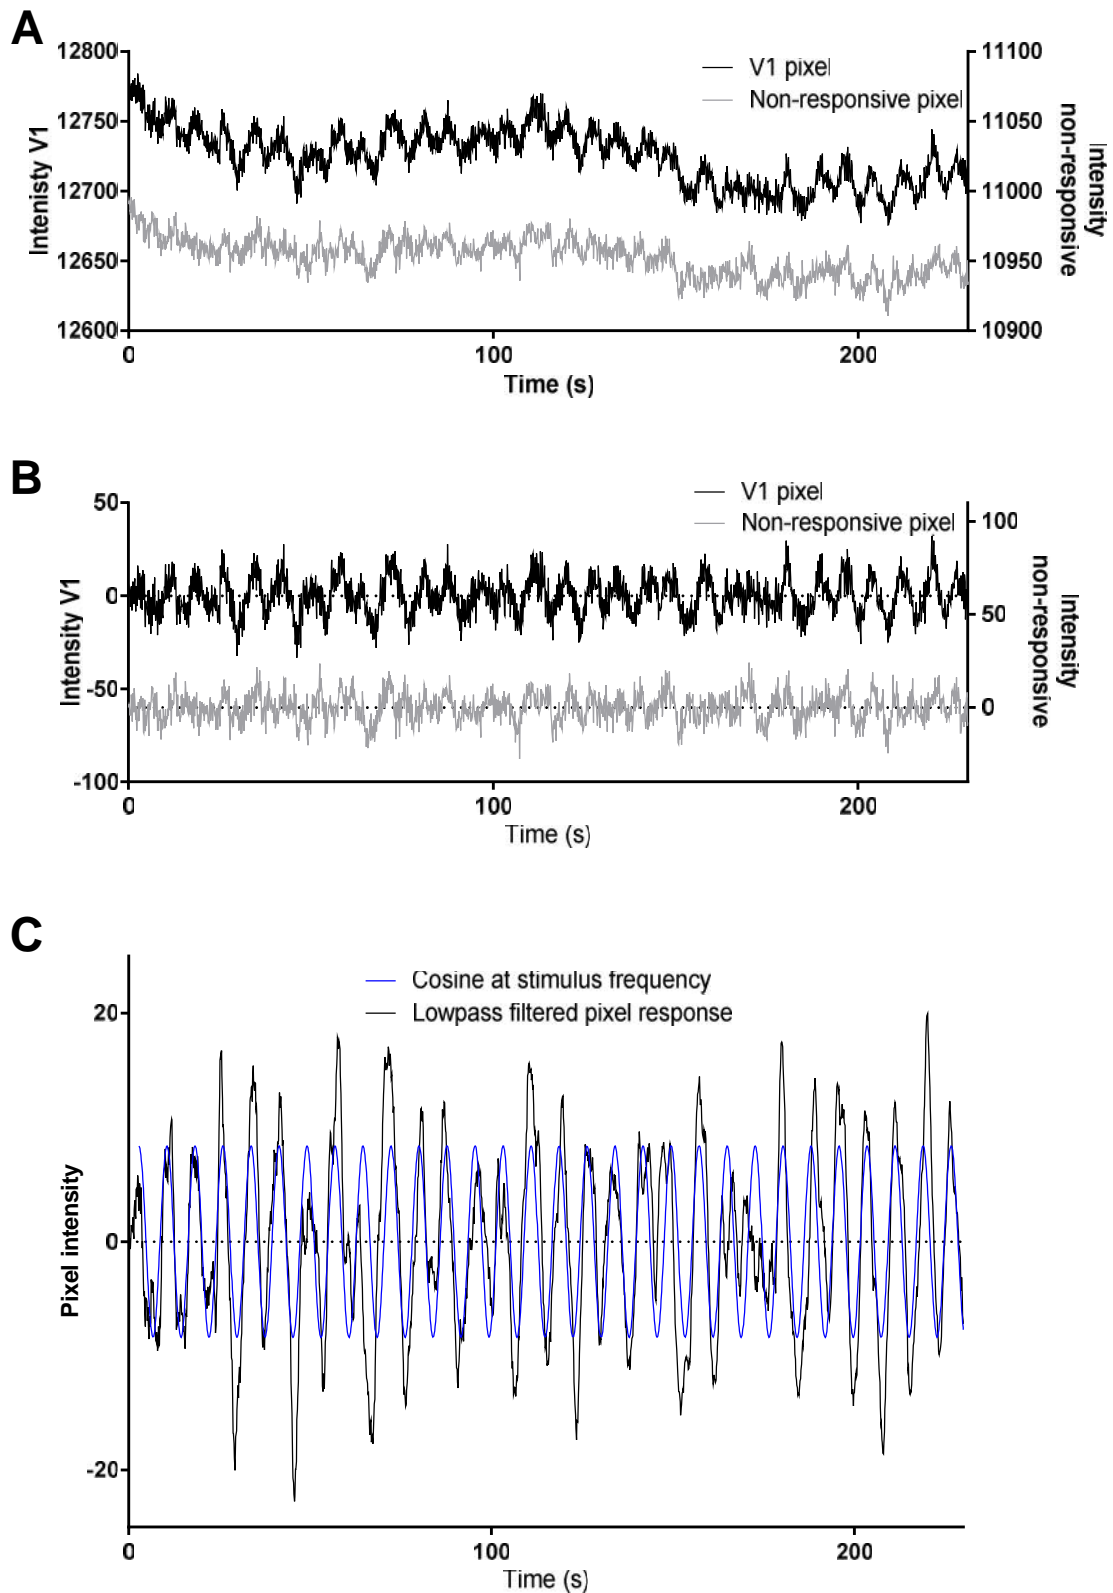 A
12800
12750
12700
12650
12600
Intenisty V1
V1 pixel
Non-responsive pixel
11100
11050
11000
10950
10900
Intensity
non-responsive
0
100
200
Time (s)
B
50
0
-50
-100
Intensity V1
V1 pixel
Non-responsive pixel
100
50
0
Intensity
non-responsive
0
100
200
Time (s)
C
20
0
-20
Pixel intensity
Cosine at stimulus frequency
Lowpass filtered pixel response
0
100
200
Time (s)